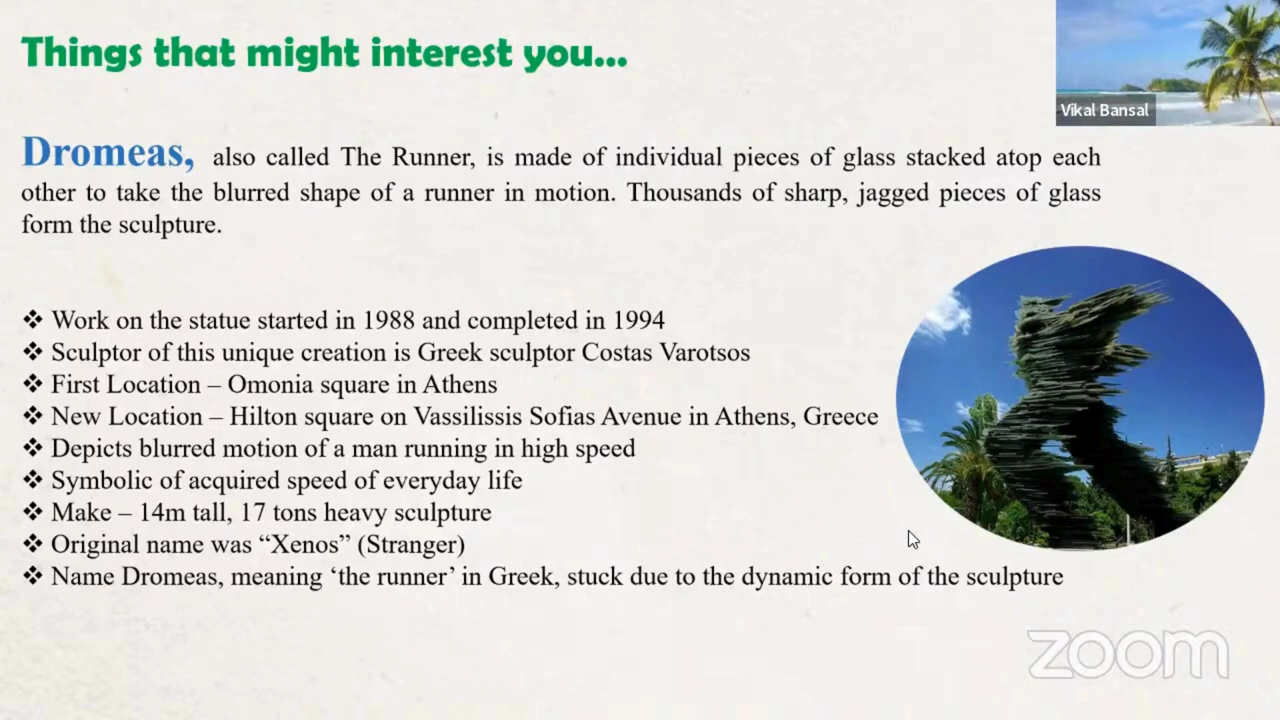 Things that might interest you...
Vikal Bansal
Dromeas, also called The Runner, is made of individual pieces of glass stacked atop each
other to take the blurred shape of a runner in motion. Thousands of sharp, jagged pieces of glass
form the sculpture.
❖ Work on the statue started in 1988 and completed in 1994
❖ Sculptor of this unique creation is Greek sculptor Costas Varotsos
❖ First Location – Omonia square in Athens
❖ New Location – Hilton square on Vassilissis Sofias Avenue in Athens, Greece
❖ Depicts blurred motion of a man running in high speed
❖ Symbolic of acquired speed of everyday life
❖ Make – 14m tall, 17 tons heavy sculpture
❖ Original name was “Xenos” (Stranger)
❖ Name Dromeas, meaning ‘the runner’ in Greek, stuck due to the dynamic form of the sculpture
zoom